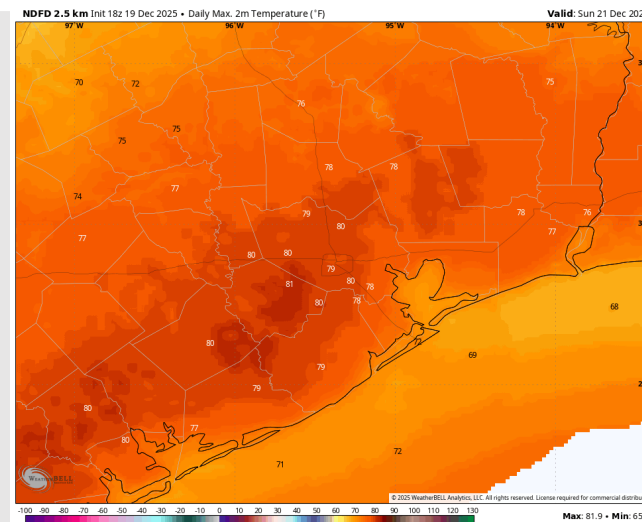 NDFD 2.5 km Init 18z 19 Dec 2025 • Daily Max. 2m Temperature (°F) Valid: Sun 21 Dec 202
97°W 96°W 95°W 94°W
70 72 76 75
75 75
78 78
74 77
79 78 76
77 80 77
80 80
79
81 80 78
80 78
68
80 72
69
79
80 79
77
80
72
71
WeatherBELL
© 2025 WeatherBELL Analytics, LLC. All rights reserved. License required for commercial distribu
-100 -90 -80 -70 -60 -50 -40 -30 -20 -10 0 10 20 30 40 50 60 70 80 90 100 110 120 130
Max: 81.9 • Min: 65